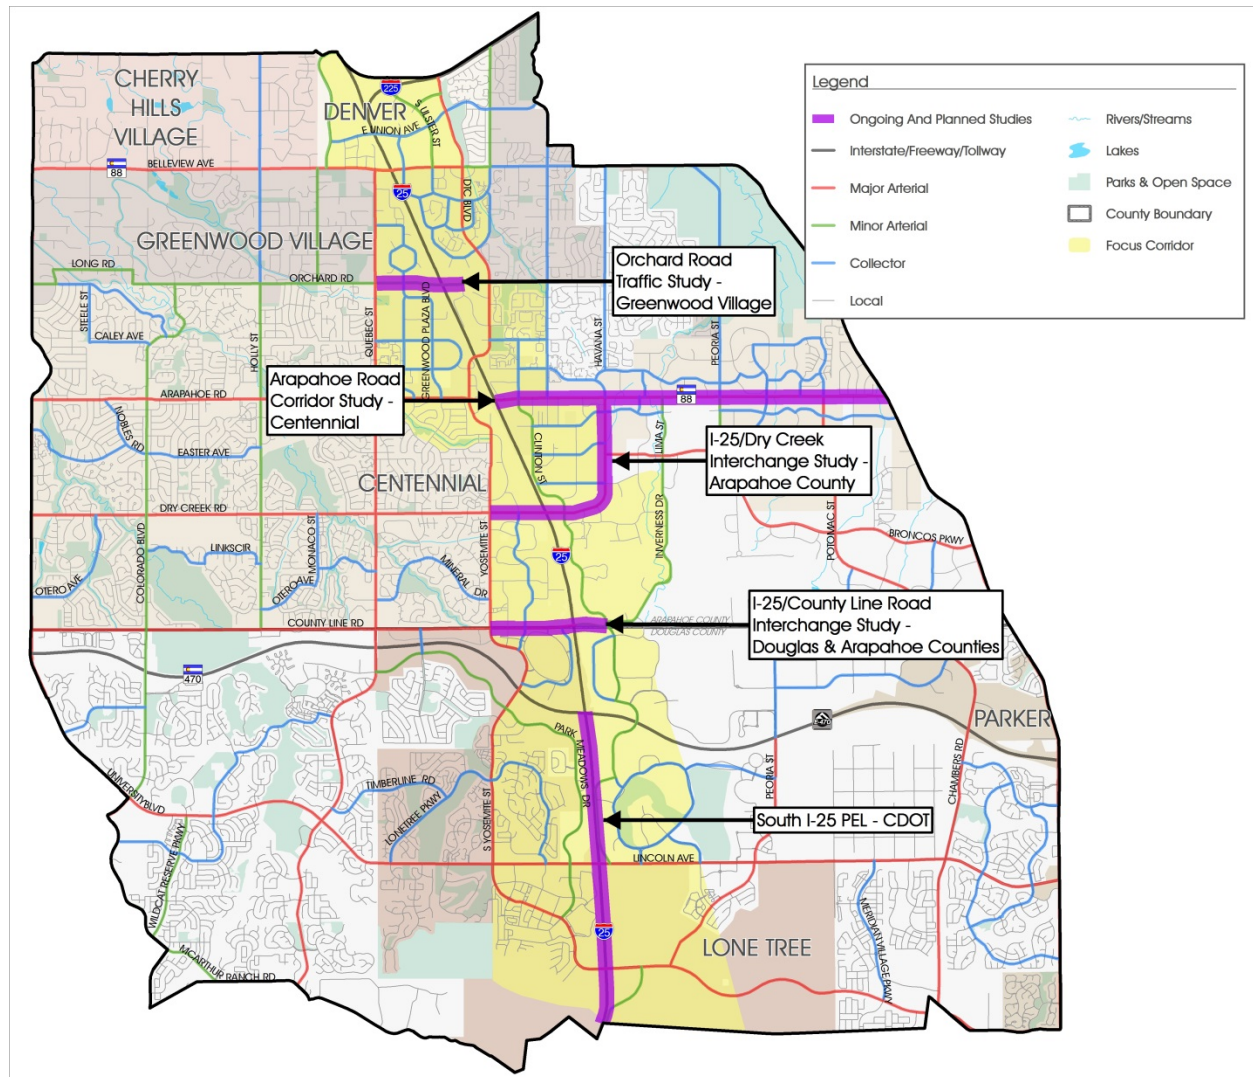 CHERRY
HILLS
VILLAGE
DENVER
225
S ULSTER ST
E UNION AVE
BELLEVIEW AVE
88
25
DTC BLVD
GREENWOOD VILLAGE
LONG RD
ORCHARD RD
STEELE ST
CALEY AVE
HOLLY ST
QUEBEC ST
GREENWOOD PLAZA BLVD
HAVANA ST
PEORIA ST
Orchard Road
Traffic Study -
Greenwood Village
Legend
Ongoing And Planned Studies
Interstate/Freeway/Tollway
Major Arterial
Minor Arterial
Collector
Local
Rivers/Streams
Lakes
Parks & Open Space
County Boundary
Focus Corridor
Arapahoe Road
Corridor Study -
Centennial
ARAPAHOE RD
88
NOBLES RD
EASTER AVE
CLINTON ST
LIMA ST
I-25/Dry Creek
Interchange Study -
Arapahoe County
CENTENNIAL
DRY CREEK RD
INVERNESS DR
POTOMAC ST
BRONCOS PKWY
COLORADO BLVD
LINKSCIR
MONACO ST
YOSEMITE ST
25
OTERO AVE
OTERO AVE
MINERAL DR
COUNTY LINE RD
ARAPAHOE COUNTY
DOUGLAS COUNTY
I-25/County Line Road
Interchange Study -
Douglas & Arapahoe Counties
470
E-470
PARKER
PARK MEADOWS DR
PEORIA ST
CHAMBERS RD
UNIVERSITY BLVD
TIMBERLINE RD
LONETREE PKWY
S YOSEMITE ST
South I-25 PEL - CDOT
LINCOLN AVE
WILDCAT RESERVE PKWY
MERIDIAN VILLAGE PKWY
25
LONE TREE
MCARTHUR RANCH RD